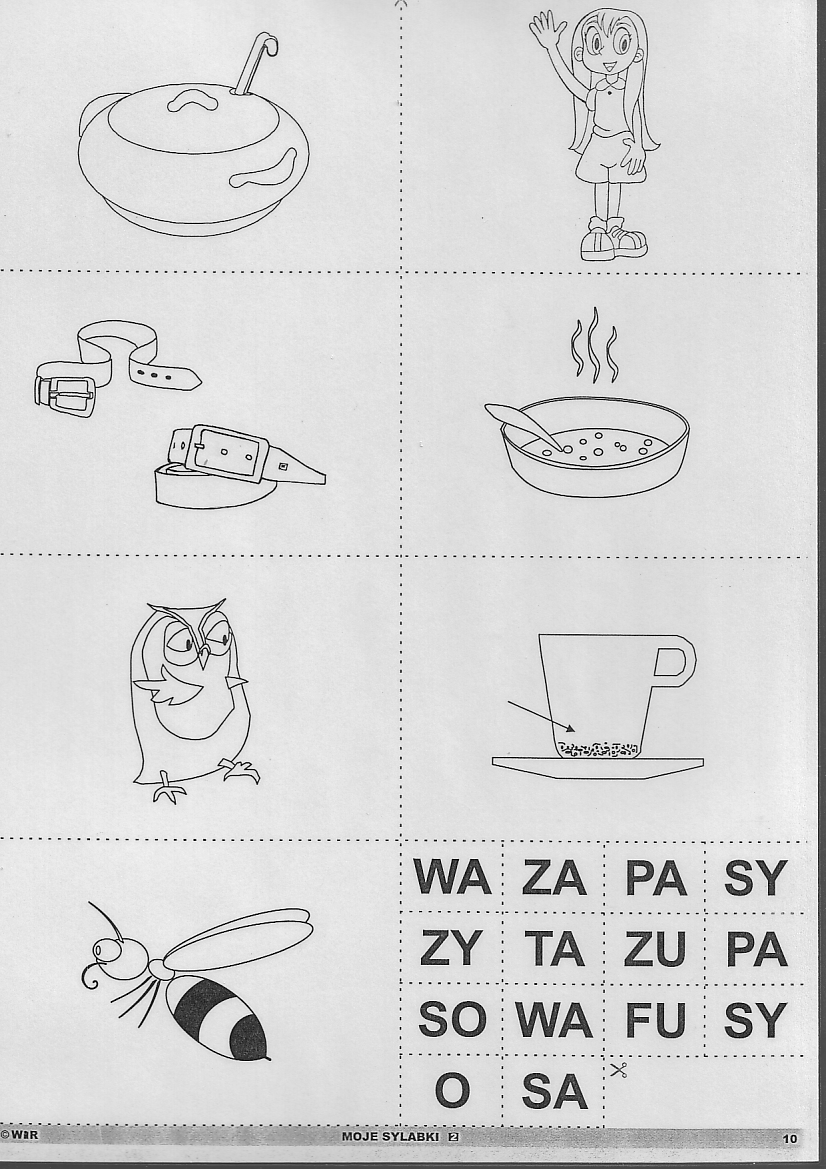 WA ZA PA SY
ZY TA ZU PA
SO WA FU SY
O SA
©WiR MOJE SYLABKI 2 10